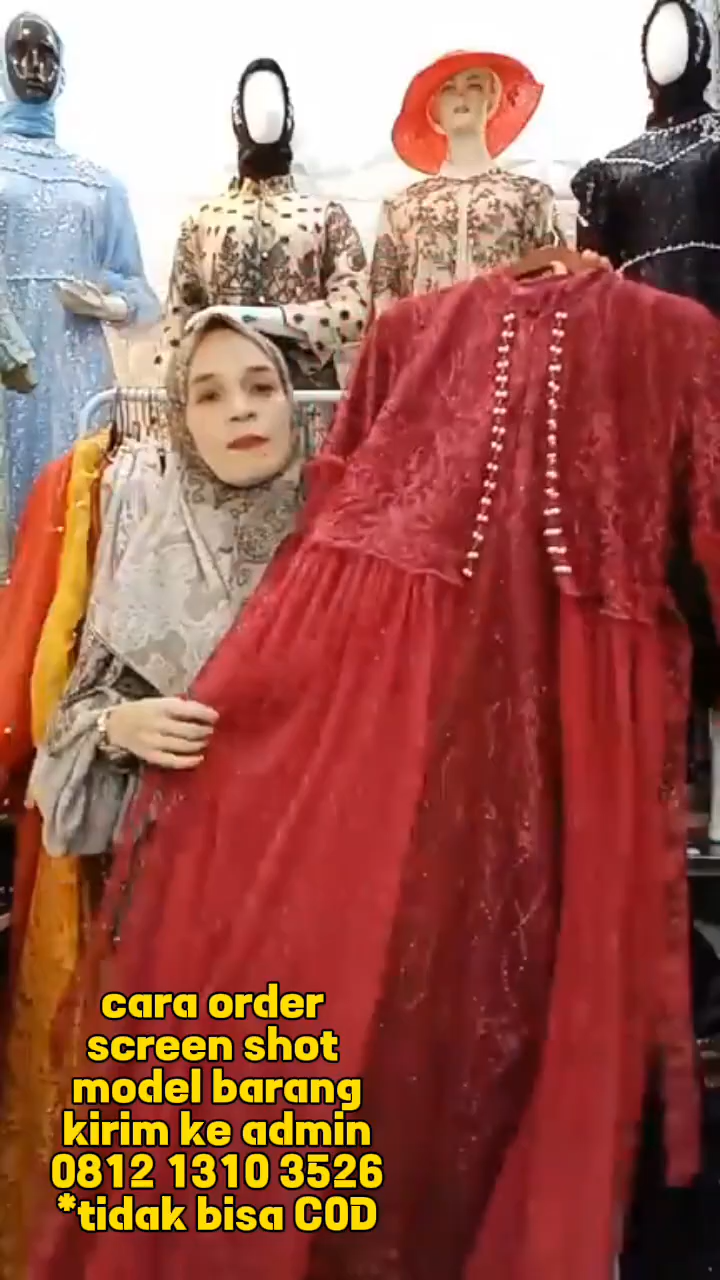 cara order
screen shot
model barang
kirim ke admin
0812 1310 3526
*tidak bisa COD